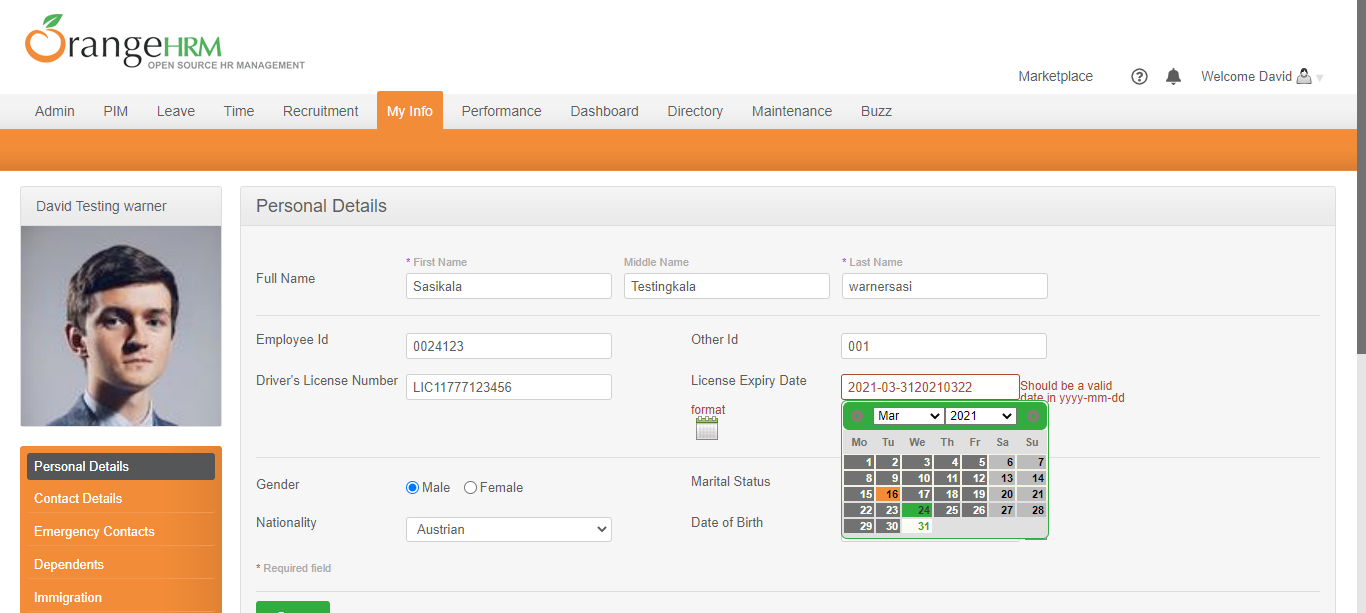 OrangeHRM
OPEN SOURCE HR MANAGEMENT
Marketplace ? Welcome David
Admin PIM Leave Time Recruitment My Info Performance Dashboard Directory Maintenance Buzz
David Testing warner
Personal Details
* First Name Middle Name * Last Name
Full Name Sasikala Testingkala warnersasi
Employee Id 0024123 Other Id 001
Driver's License Number LIC11777123456 License Expiry Date 2021-03-3120210322 Should be a valid
date in yyyy-mm-dd
format
Mar 2021
Mo Tu We Th Fr Sa Su
1 2 3 4 5 6 7
8 9 10 11 12 13 14
15 16 17 18 19 20 21
22 23 24 25 26 27 28
29 30 31
Gender Male Female Marital Status
Nationality Austrian Date of Birth
* Required field
Personal Details
Contact Details
Emergency Contacts
Dependents
Immigration